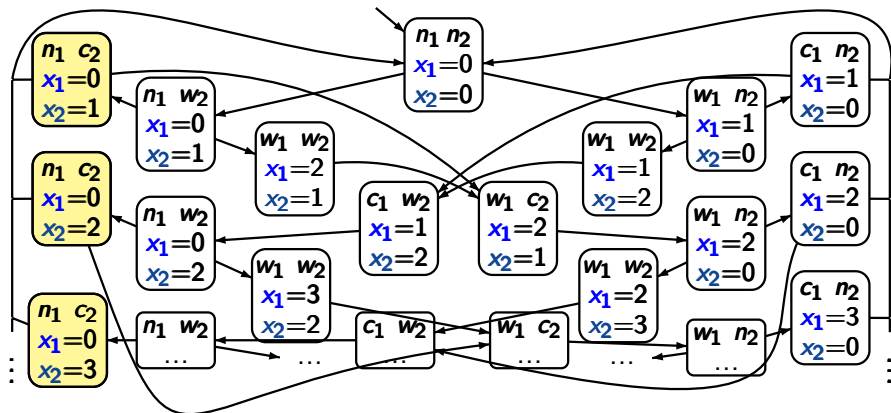 n1 n2
x1=0
x2=0
n1 c2
x1=0
x2=1
c1 n2
x1=1
x2=0
n1 w2
x1=0
x2=1
w1 n2
x1=1
x2=0
w1 w2
x1=2
x2=1
w1 w2
x1=1
x2=2
n1 c2
x1=0
x2=2
c1 n2
x1=2
x2=0
c1 w2
x1=1
x2=2
w1 c2
x1=2
x2=1
n1 w2
x1=0
x2=2
w1 n2
x1=2
x2=0
w1 w2
x1=3
x2=2
w1 w2
x1=2
x2=3
n1 c2
x1=0
x2=3
c1 n2
x1=3
x2=0
n1 w2
...
...
c1 w2
...
w1 c2
...
...
w1 n2
...
⋮
⋮